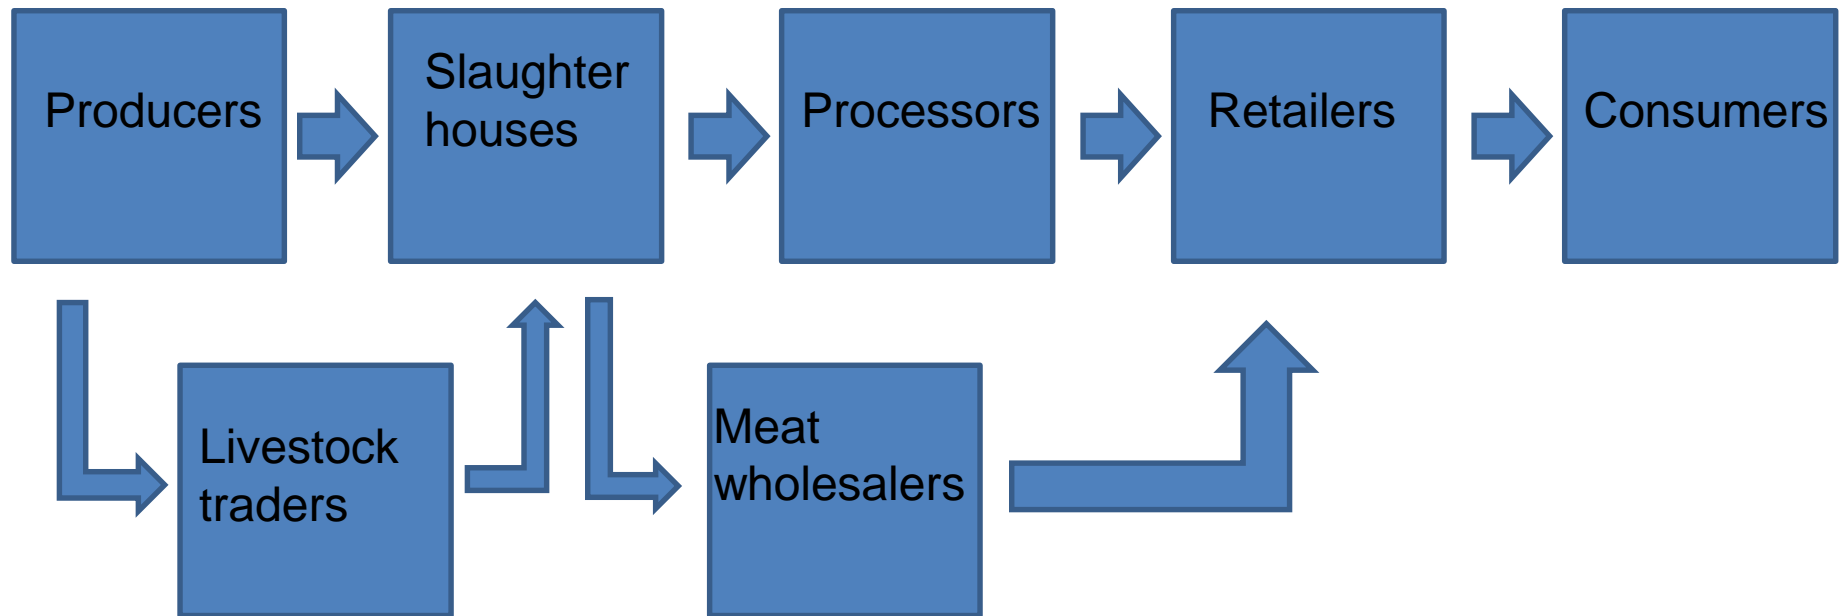 Producers
Slaughter
houses
Processors
Retailers
Consumers
Livestock
traders
Meat
wholesalers